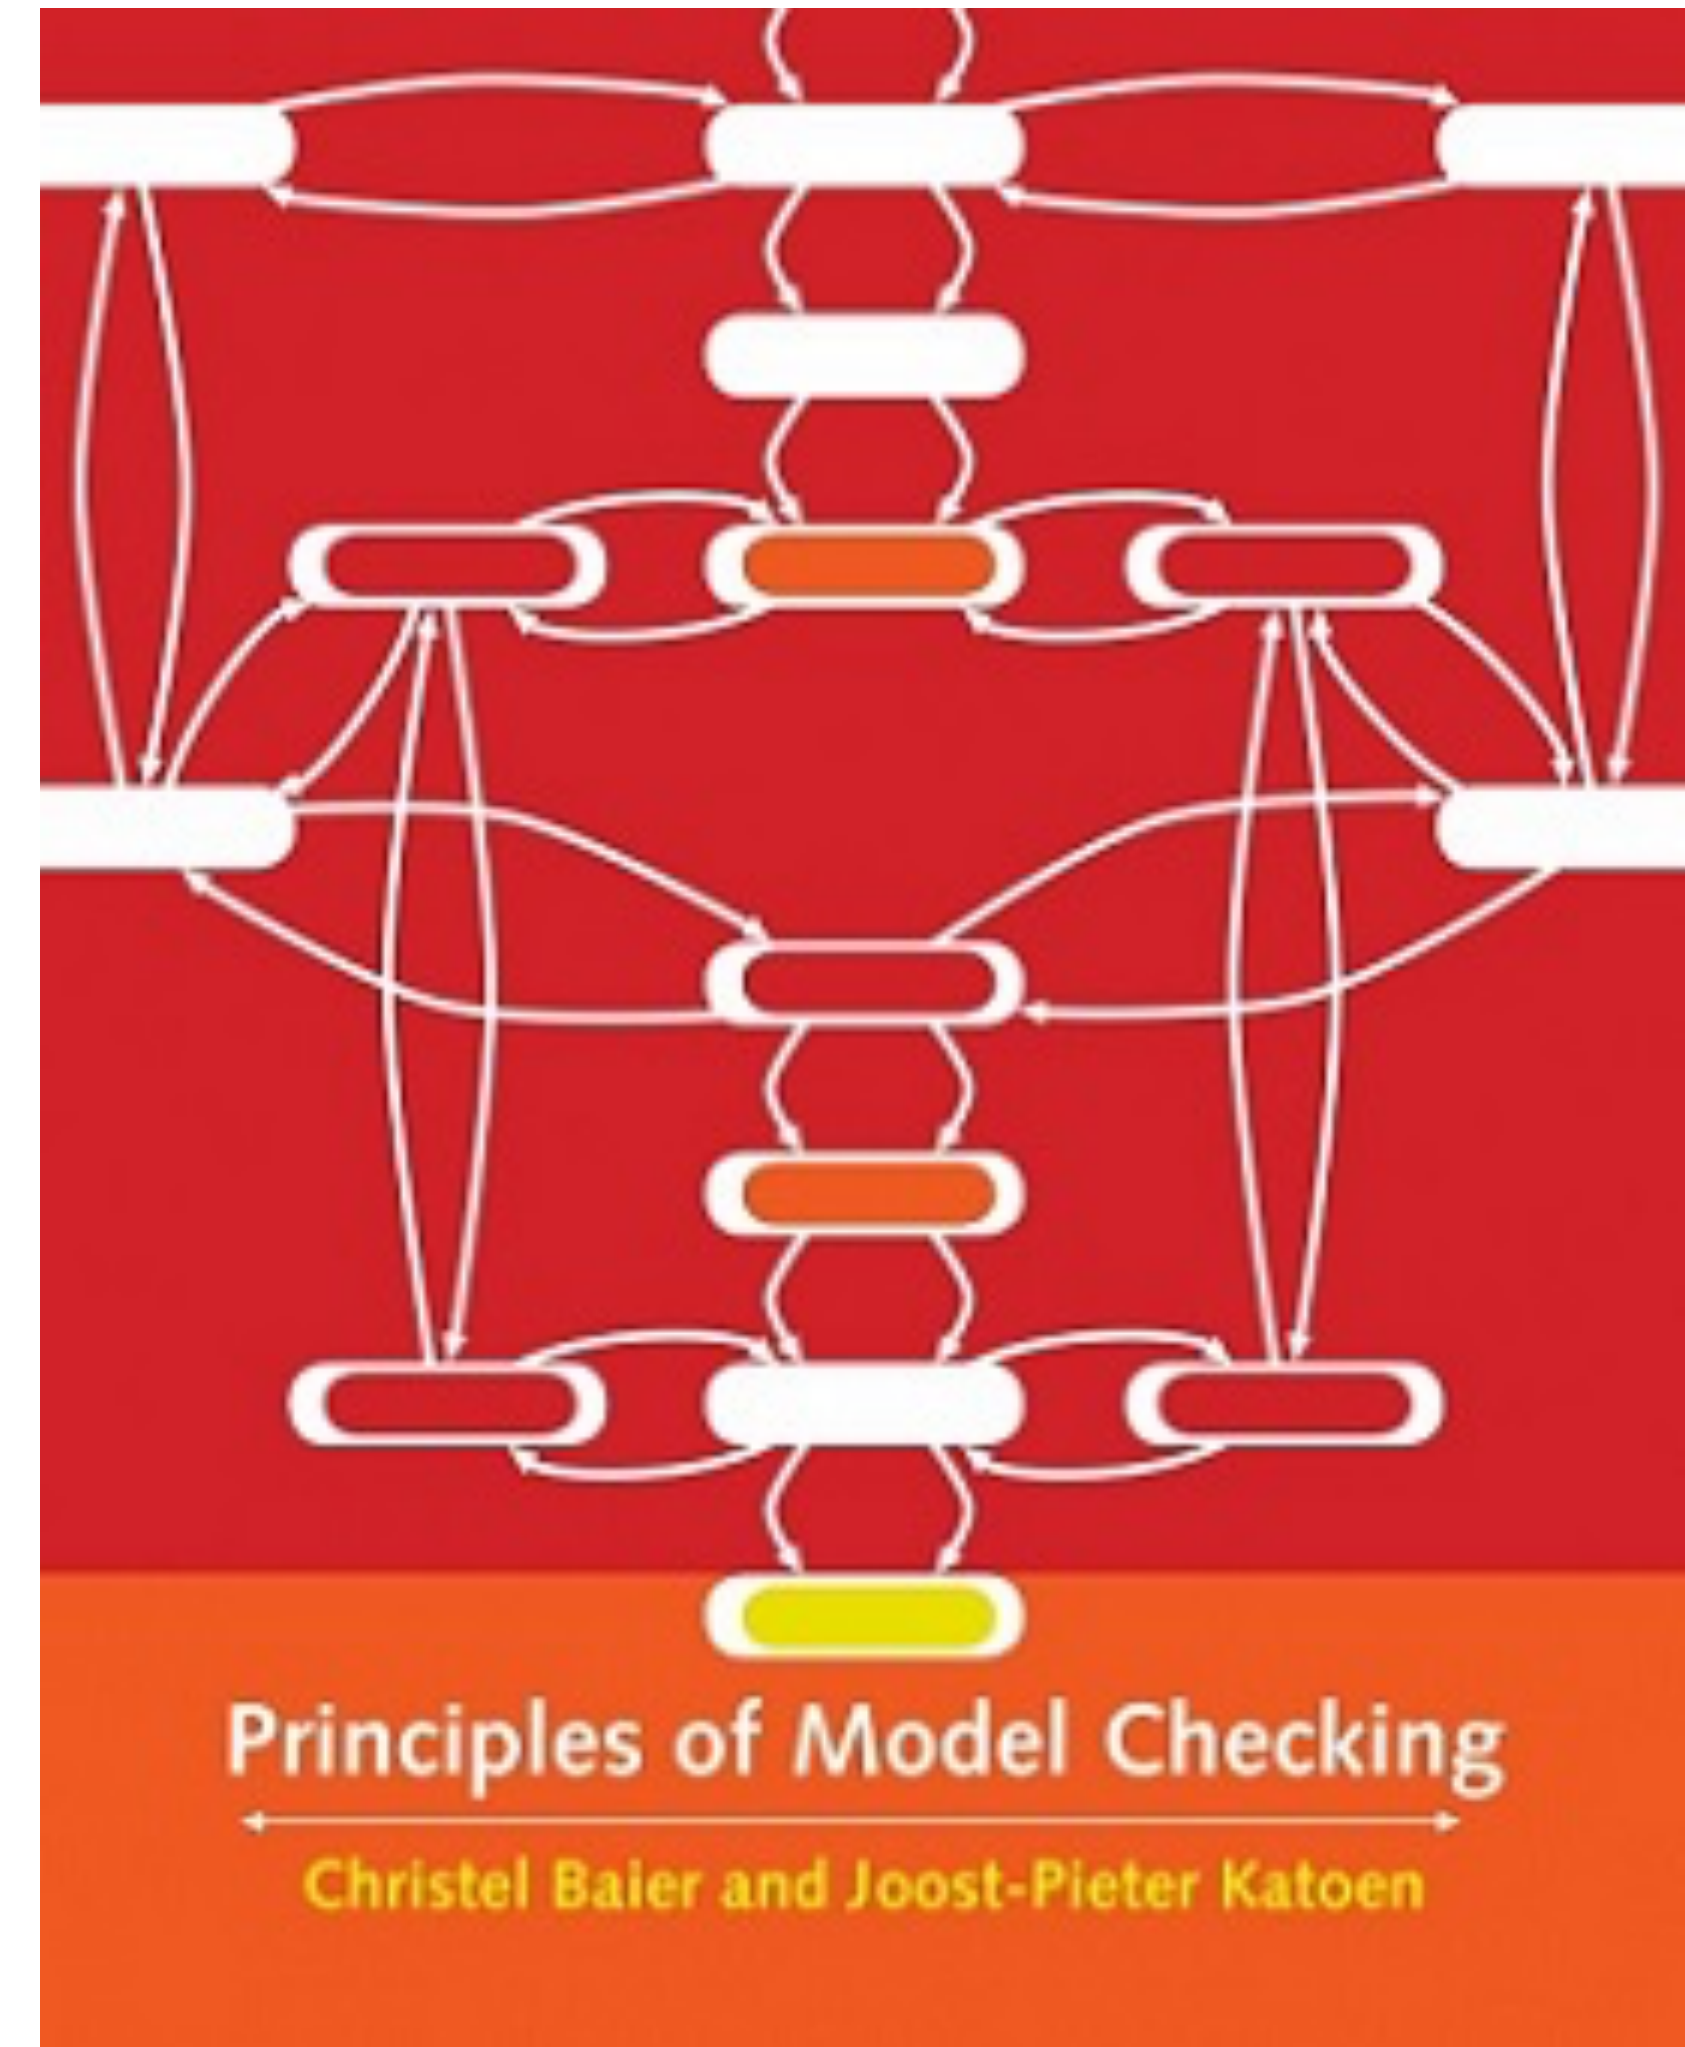 Principles of Model Checking
Christel Baier and Joost-Pieter Katoen